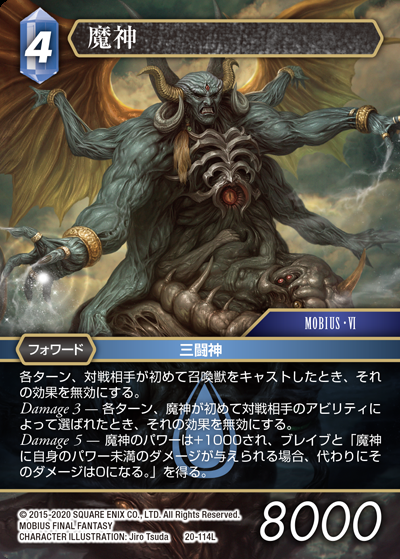 4
魔神
MOBIUS・VI
フォワード
三闘神
各ターン、対戦相手が初めて召喚獣をキャストしたとき、それ
の効果を無効にする。
Damage 3 — 各ターン、魔神が初めて対戦相手のアビリティに
よって選ばれたとき、それの効果を無効にする。
Damage 5 — 魔神のパワーは+1000され、ブレイブと「魔神
に自身のパワー未満のダメージが与えられる場合、代わりにそ
のダメージは0になる。」を得る。
© 2015-2020 SQUARE ENIX CO., LTD. All Rights Reserved.
MOBIUS FINAL FANTASY
CHARACTER ILLUSTRATION: Jiro Tsuda 20-114L
8000